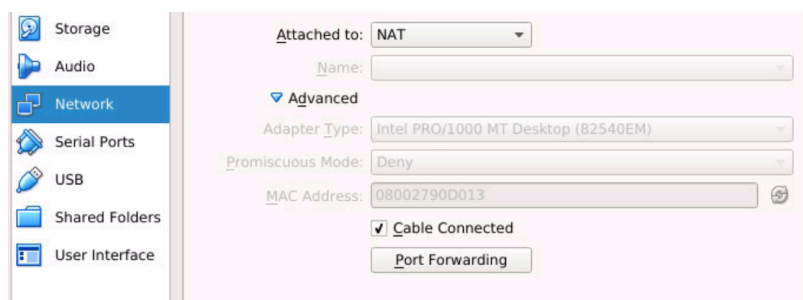 Storage
Audio
Network
Serial Ports
USB
Shared Folders
User Interface
Attached to: NAT
Name:
Advanced
Adapter Type: Intel PRO/1000 MT Desktop (82540EM)
Promiscuous Mode: Deny
MAC Address: 08002790D013
Cable Connected
Port Forwarding